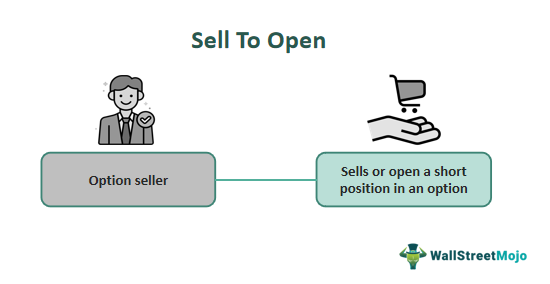 Sell To Open
Option seller
Sells or open a short
position in an option
WallStreetMojo